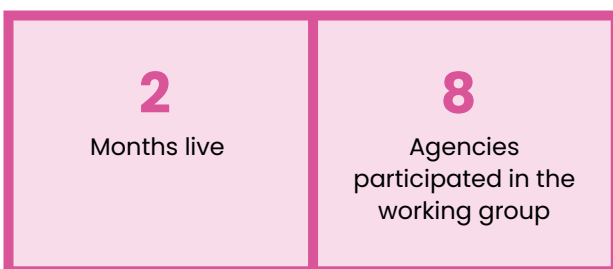 2
Months live
8
Agencies
participated in the
working group